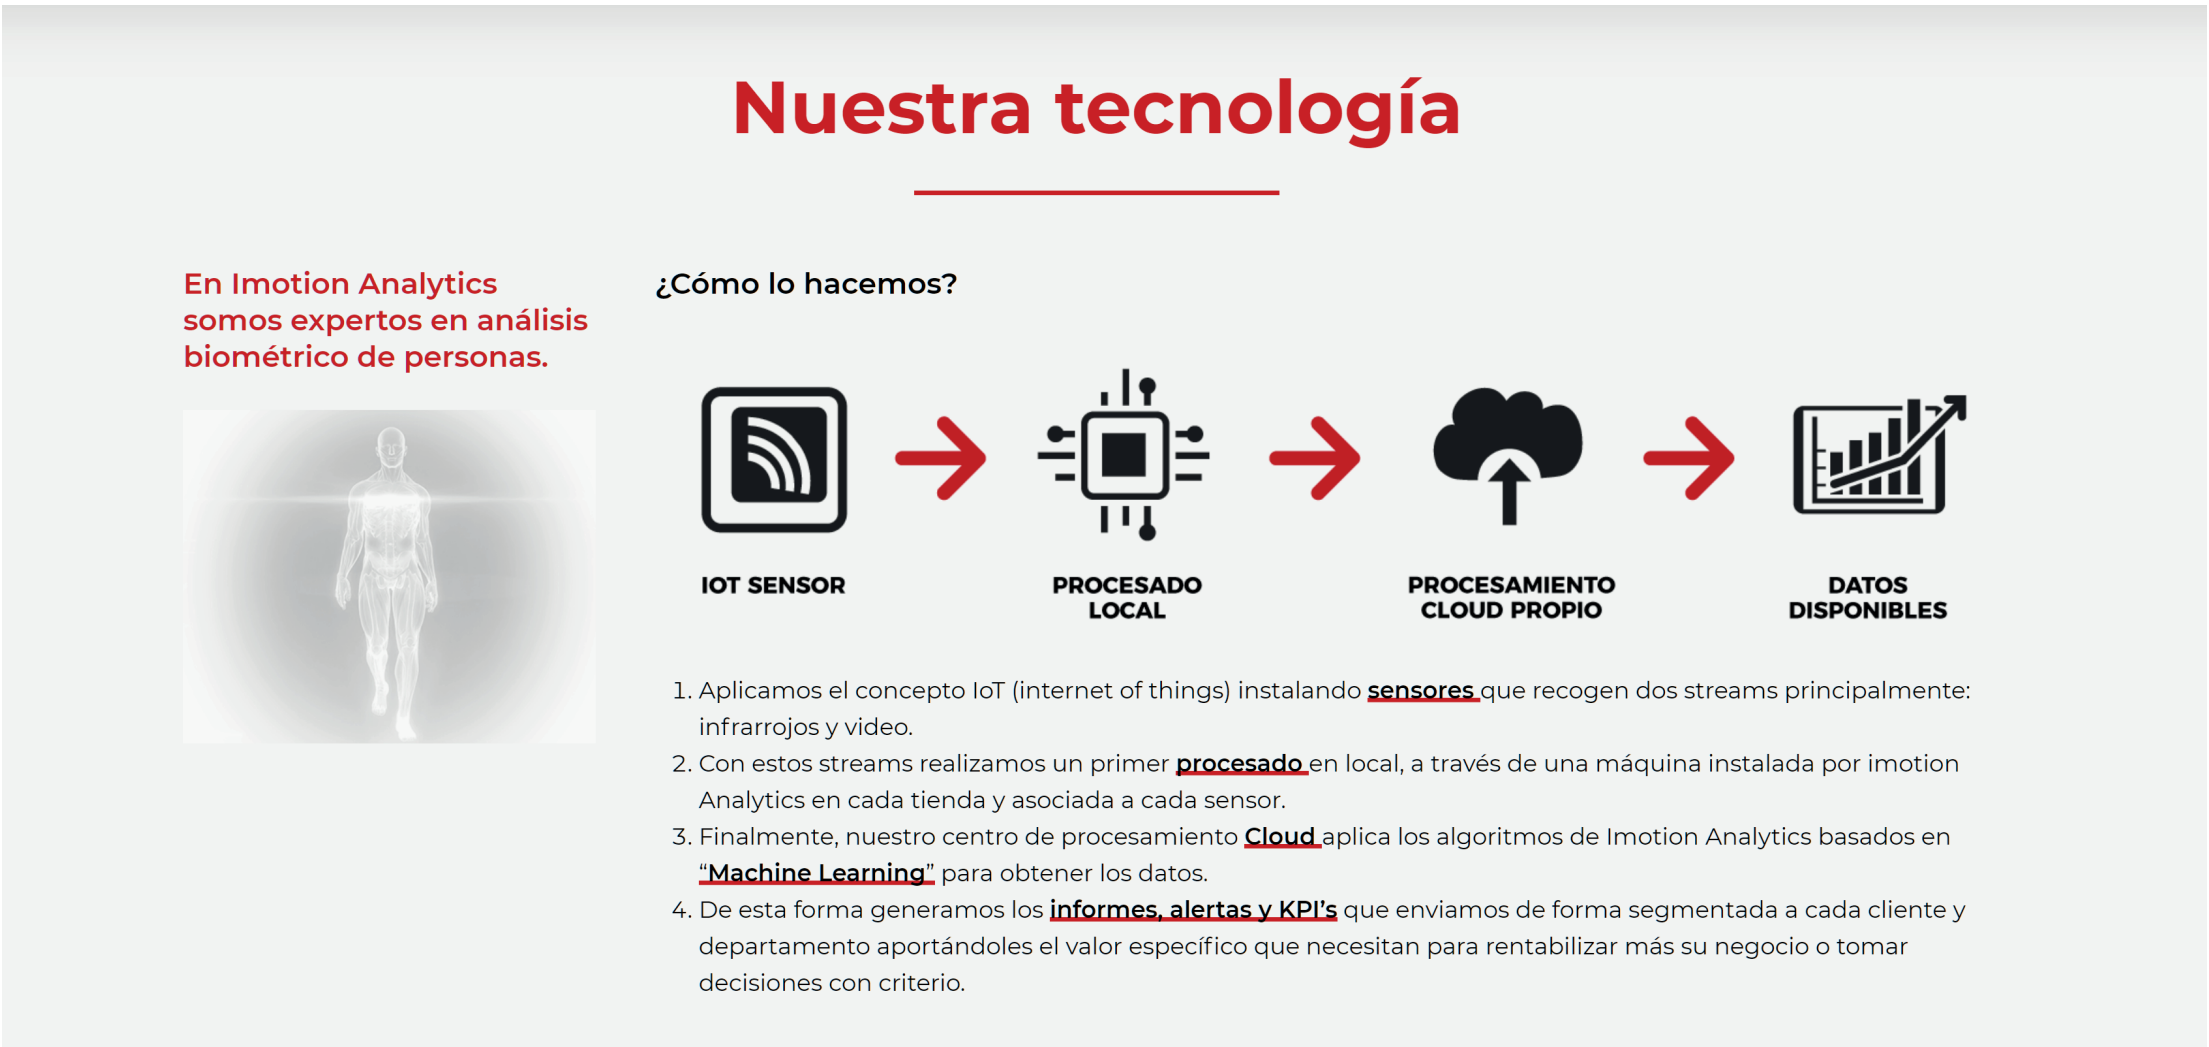 Nuestra tecnología
En Imotion Analytics
somos expertos en análisis
biométrico de personas.
¿Cómo lo hacemos?
IOT SENSOR
PROCESADO
LOCAL
PROCESAMIENTO
CLOUD PROPIO
DATOS
DISPONIBLES
1. Aplicamos el concepto IoT (internet of things) instalando sensores que recogen dos streams principalmente:
infrarrojos y video.
2. Con estos streams realizamos un primer procesado en local, a través de una máquina instalada por imotion
Analytics en cada tienda y asociada a cada sensor.
3. Finalmente, nuestro centro de procesamiento Cloud aplica los algoritmos de Imotion Analytics basados en
“Machine Learning” para obtener los datos.
4. De esta forma generamos los informes, alertas y KPI’s que enviamos de forma segmentada a cada cliente y
departamento aportándoles el valor específico que necesitan para rentabilizar más su negocio o tomar
decisiones con criterio.